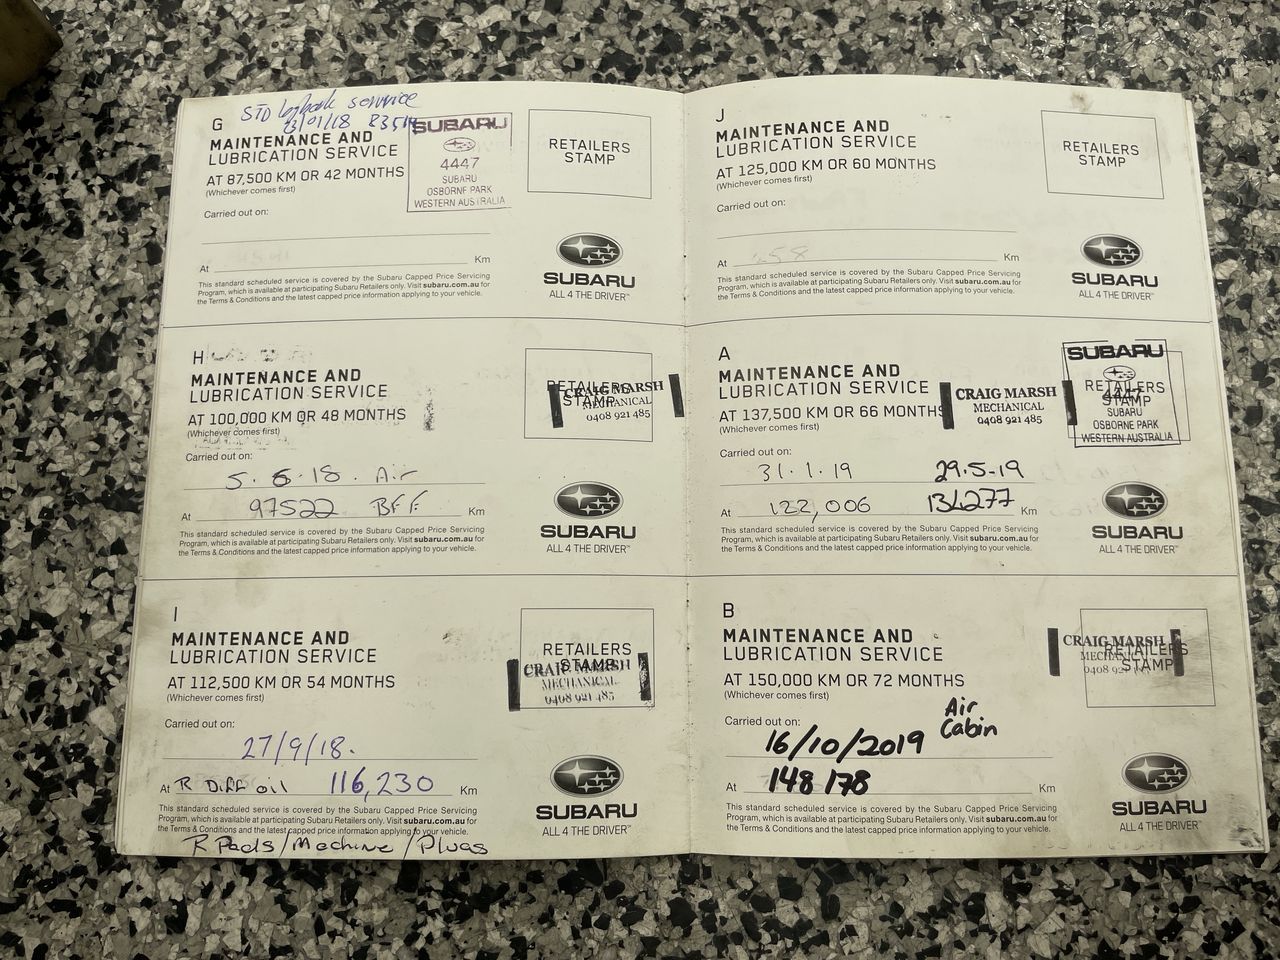 G
STD logbook service
23/01/18 8351
MAINTENANCE AND
LUBRICATION SERVICE
AT 87,500 KM OR 42 MONTHS
(Whichever comes first)
SUBARU
4447
SUBARU
OSBORNE PARK
WESTERN AUSTRALIA
RETAILERS
STAMP
Carried out on:
At Km
This standard scheduled service is covered by the Subaru Capped Price Servicing
Program, which is available at participating Subaru Retailers only. Visit subaru.com.au for
the Terms & Conditions and the latest capped price information applying to your vehicle.
SUBARU
ALL 4 THE DRIVER™
H
MAINTENANCE AND
LUBRICATION SERVICE
AT 100,000 KM OR 48 MONTHS
(Whichever comes first)
RETAILERS
STAMP
CRAIG MARSH
MECHANICAL
0408 921 485
Carried out on:
5.6.18. Air
At 97522 BFF. Km
This standard scheduled service is covered by the Subaru Capped Price Servicing
Program, which is available at participating Subaru Retailers only. Visit subaru.com.au for
the Terms & Conditions and the latest capped price information applying to your vehicle.
SUBARU
ALL 4 THE DRIVER™
I
MAINTENANCE AND
LUBRICATION SERVICE
AT 112,500 KM OR 54 MONTHS
(Whichever comes first)
RETAILERS
STAMP
CRAIG MARSH
MECHANICAL
0408 921 485
Carried out on:
27/9/18.
At R Diff oil 116,230 Km
This standard scheduled service is covered by the Subaru Capped Price Servicing
Program, which is available at participating Subaru Retailers only. Visit subaru.com.au for
the Terms & Conditions and the latest capped price information applying to your vehicle.
R Pads/Machine/Plugs
SUBARU
ALL 4 THE DRIVER™
J
MAINTENANCE AND
LUBRICATION SERVICE
AT 125,000 KM OR 60 MONTHS
(Whichever comes first)
RETAILERS
STAMP
Carried out on:
At Km
This standard scheduled service is covered by the Subaru Capped Price Servicing
Program, which is available at participating Subaru Retailers only. Visit subaru.com.au for
the Terms & Conditions and the latest capped price information applying to your vehicle.
SUBARU
ALL 4 THE DRIVER™
A
MAINTENANCE AND
LUBRICATION SERVICE
AT 137,500 KM OR 66 MONTHS
(Whichever comes first)
CRAIG MARSH
MECHANICAL
0408 921 485
RETAILERS
STAMP
SUBARU
4447
SUBARU
OSBORNE PARK
WESTERN AUSTRALIA
Carried out on:
31.1.19 29.5.19
At 122,006 134277 Km
This standard scheduled service is covered by the Subaru Capped Price Servicing
Program, which is available at participating Subaru Retailers only. Visit subaru.com.au for
the Terms & Conditions and the latest capped price information applying to your vehicle.
SUBARU
ALL 4 THE DRIVER™
B
MAINTENANCE AND
LUBRICATION SERVICE
AT 150,000 KM OR 72 MONTHS
(Whichever comes first)
RETAILERS
STAMP
CRAIG MARSH
MECHANICAL
Air
Cabin
Carried out on:
16/10/2019
At 148178 Km
This standard scheduled service is covered by the Subaru Capped Price Servicing
Program, which is available at participating Subaru Retailers only. Visit subaru.com.au for
the Terms & Conditions and the latest capped price information applying to your vehicle.
SUBARU
ALL 4 THE DRIVER™